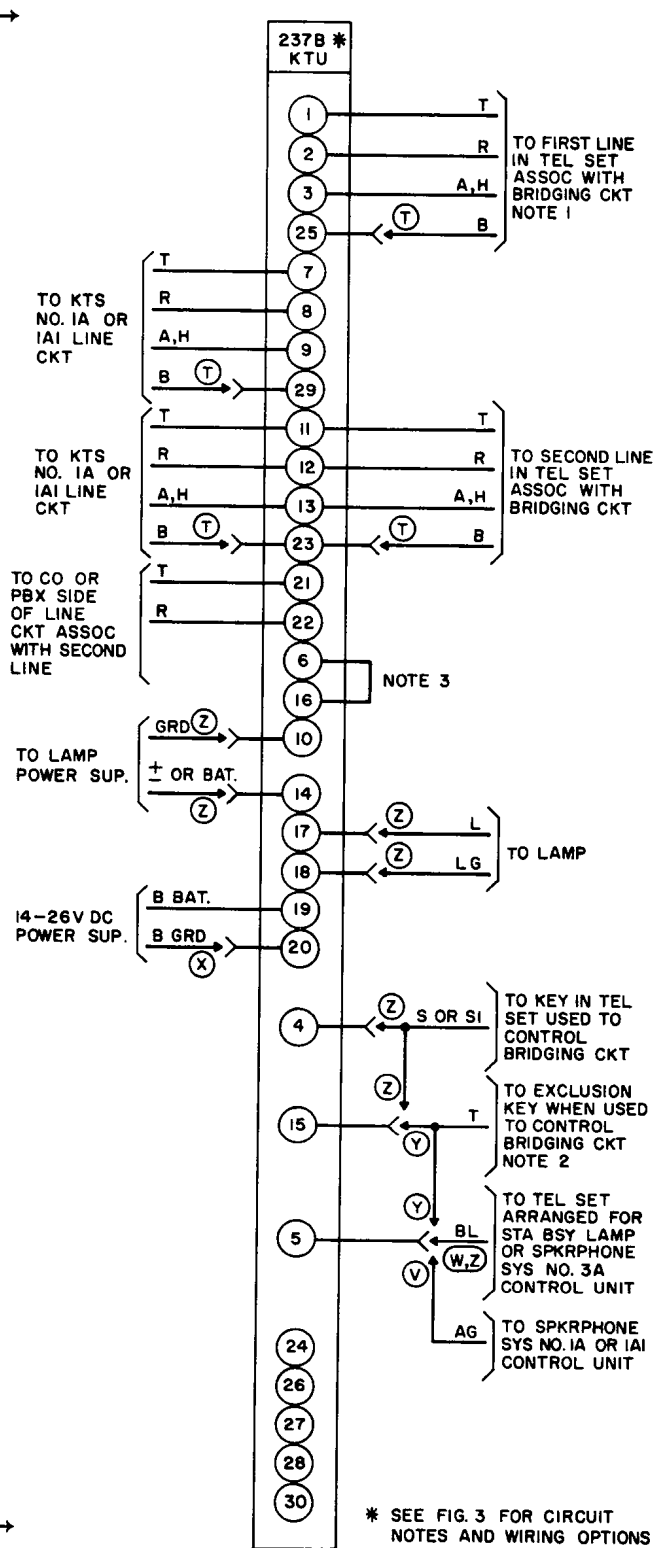 237B *
KTU
1
T
2
R
3
A,H
25
T
B
TO FIRST LINE
IN TEL SET
ASSOC WITH
BRIDGING CKT
NOTE 1
TO KTS
NO. 1A OR
1A1 LINE
CKT
T
7
R
8
A,H
9
B
T
29
TO KTS
NO. 1A OR
1A1 LINE
CKT
T
11
T
R
12
R
A,H
13
A,H
B
T
23
T
B
TO SECOND LINE
IN TEL SET
ASSOC WITH
BRIDGING CKT
TO CO OR
PBX SIDE
OF LINE
CKT ASSOC
WITH SECOND
LINE
T
21
R
22
6
16
NOTE 3
TO LAMP
POWER SUP.
GRD
Z
10
± OR BAT.
Z
14
17
Z
L
18
Z
LG
TO LAMP
14-26V DC
POWER SUP.
B BAT.
19
B GRD
X
20
4
Z
S OR S1
TO KEY IN TEL
SET USED TO
CONTROL
BRIDGING CKT
Z
15
Y
T
TO EXCLUSION
KEY WHEN USED
TO CONTROL
BRIDGING CKT
NOTE 2
Y
5
BL
W,Z
V
TO TEL SET
ARRANGED FOR
STA BSY LAMP
OR SPKRPHONE
SYS NO. 3A
CONTROL UNIT
AG
TO SPKRPHONE
SYS NO. 1A OR 1A1
CONTROL UNIT
24
26
27
28
30
* SEE FIG. 3 FOR CIRCUIT
NOTES AND WIRING OPTIONS